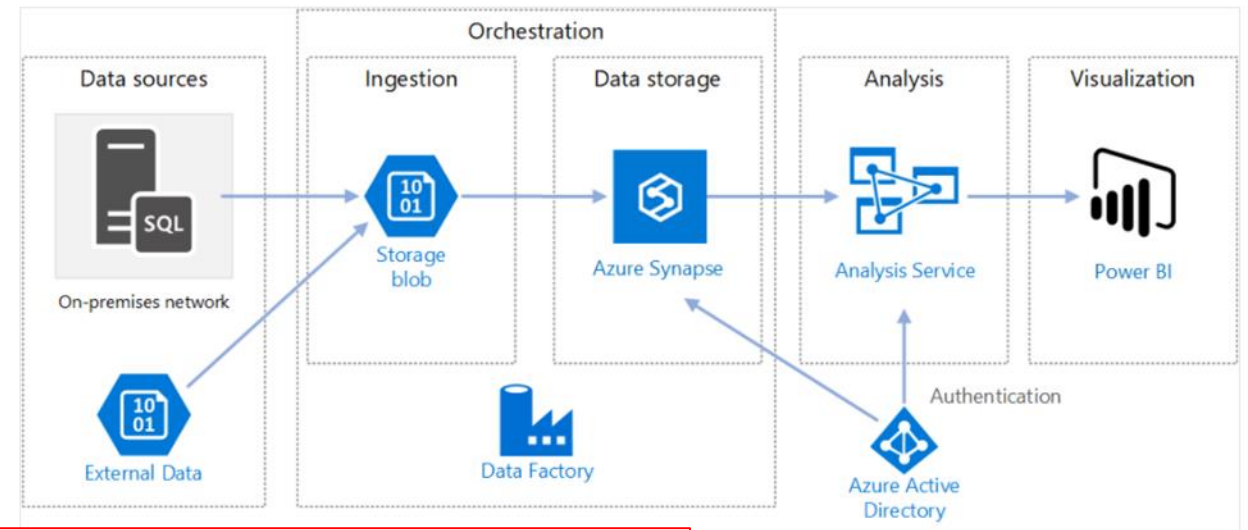 Orchestration
Data sources
Ingestion
Data storage
Analysis
Visualization
SQL
10
01
Storage
blob
Azure Synapse
Analysis Service
Power BI
On-premises network
10
01
External Data
Data Factory
Authentication
Azure Active
Directory